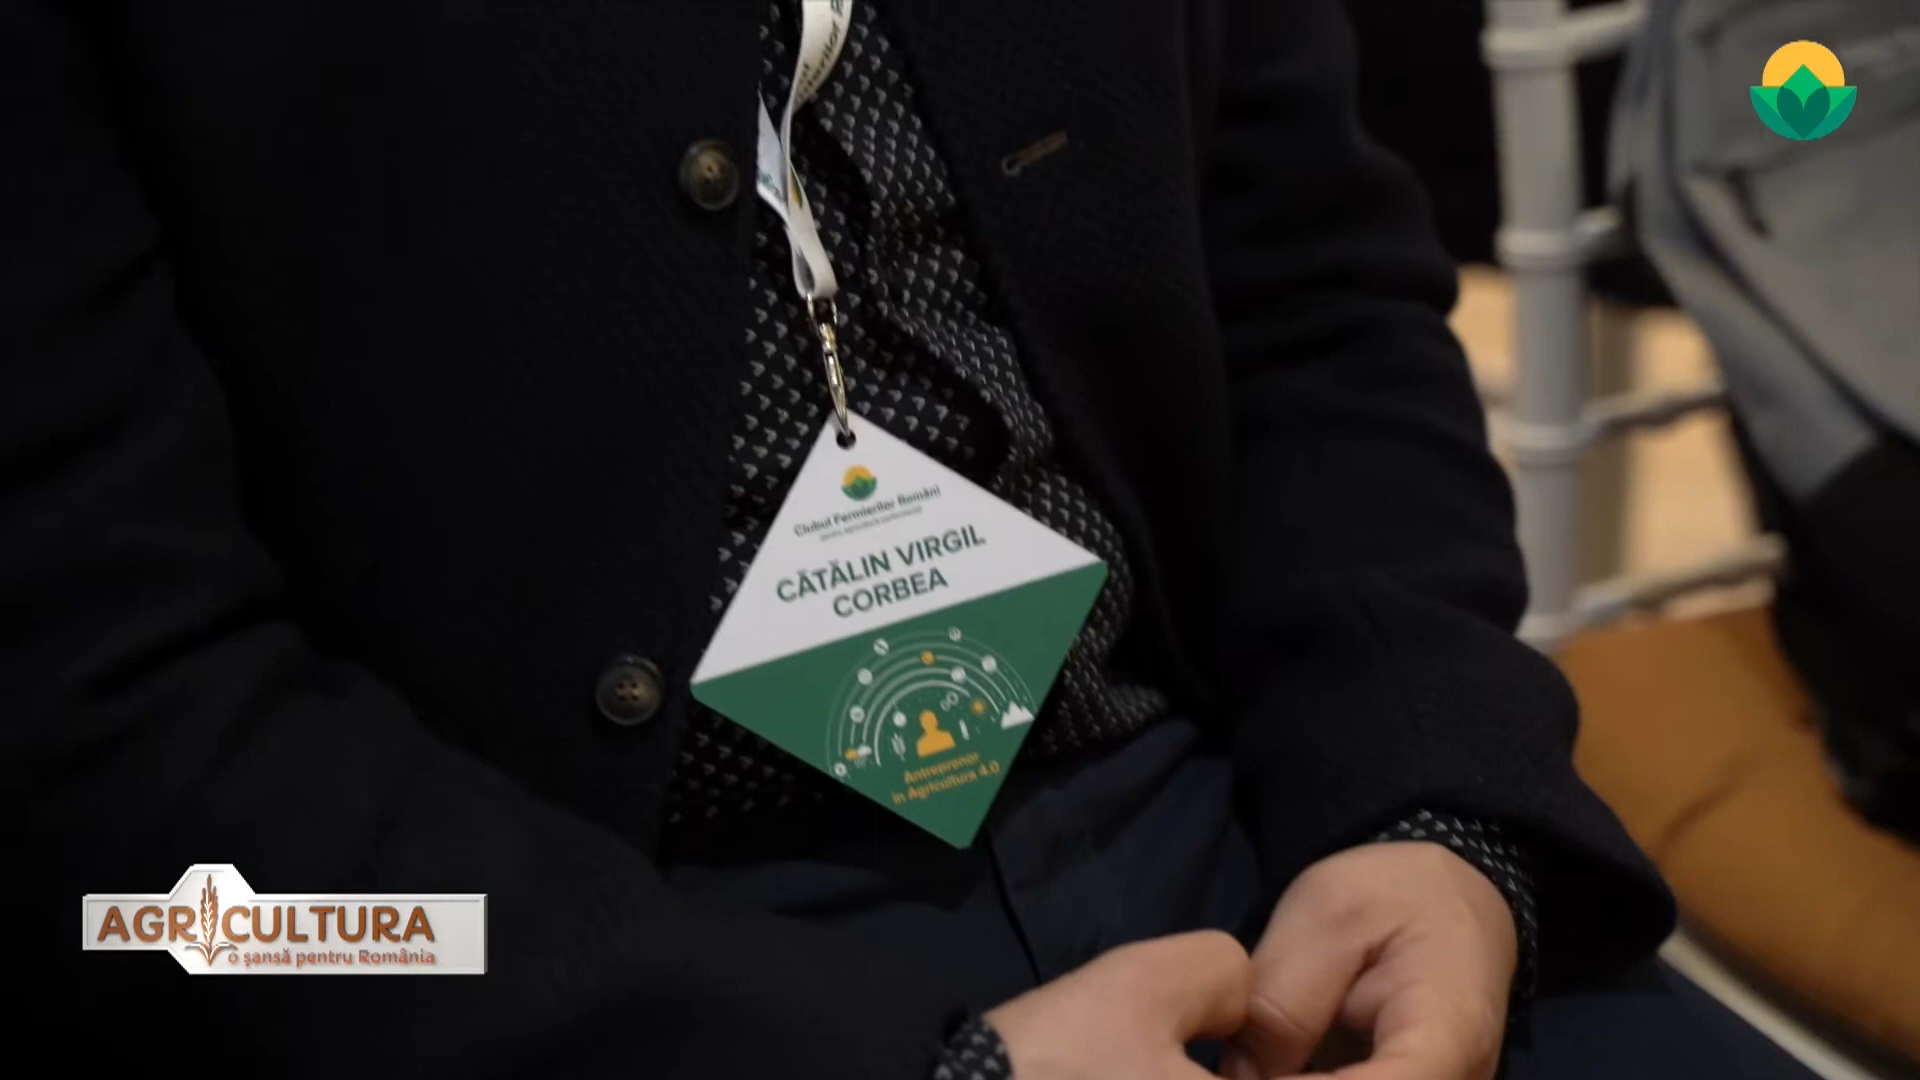 Clubul Fermierilor Români
CĂTĂLIN VIRGIL
CORBEA
Antreprenor
în Agricultura 4.0
AGRICULTURA
o șansă pentru România